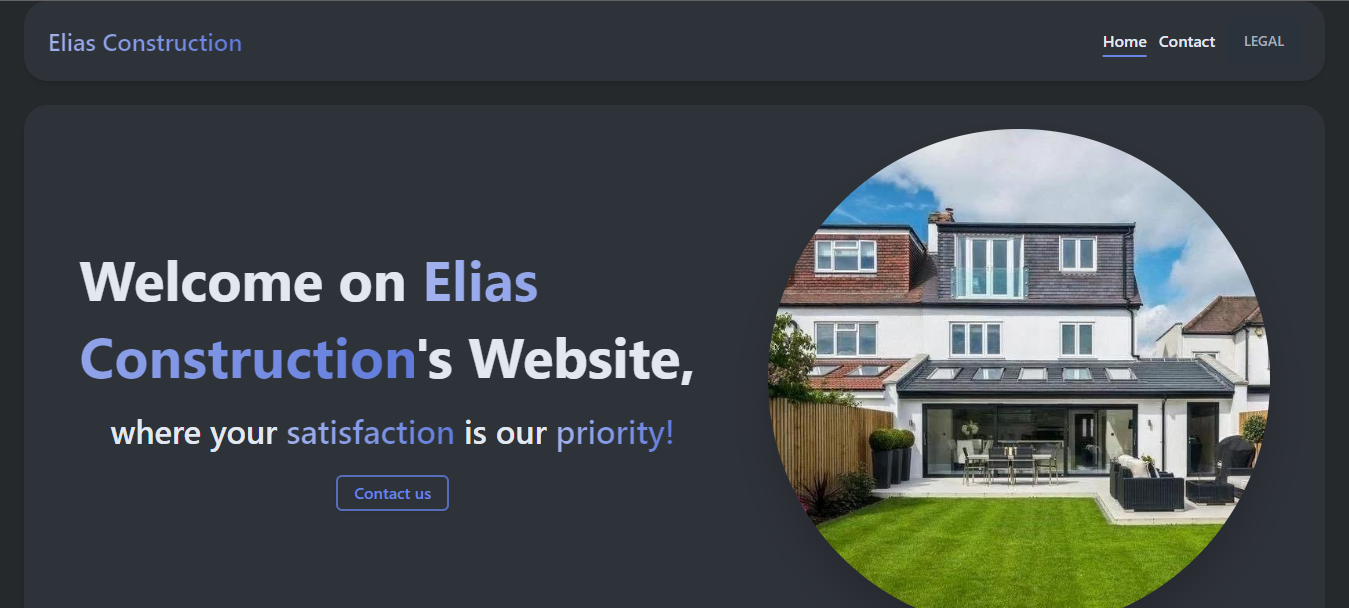 Elias Construction
Home Contact LEGAL
Welcome on Elias
Construction's Website,
where your satisfaction is our priority!
Contact us